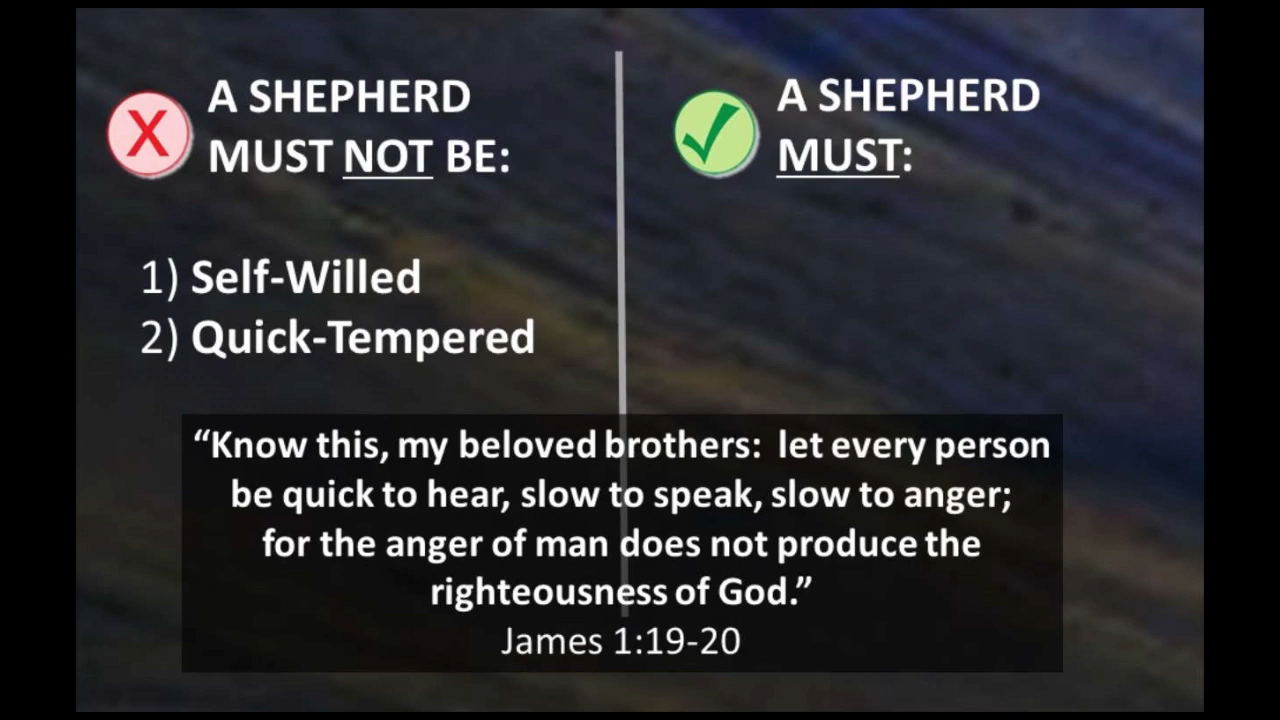 X
A SHEPHERD
MUST NOT BE:
1) Self-Willed
2) Quick-Tempered
A SHEPHERD
MUST:
“Know this, my beloved brothers:  let every person
be quick to hear, slow to speak, slow to anger;
for the anger of man does not produce the
righteousness of God.”
James 1:19-20